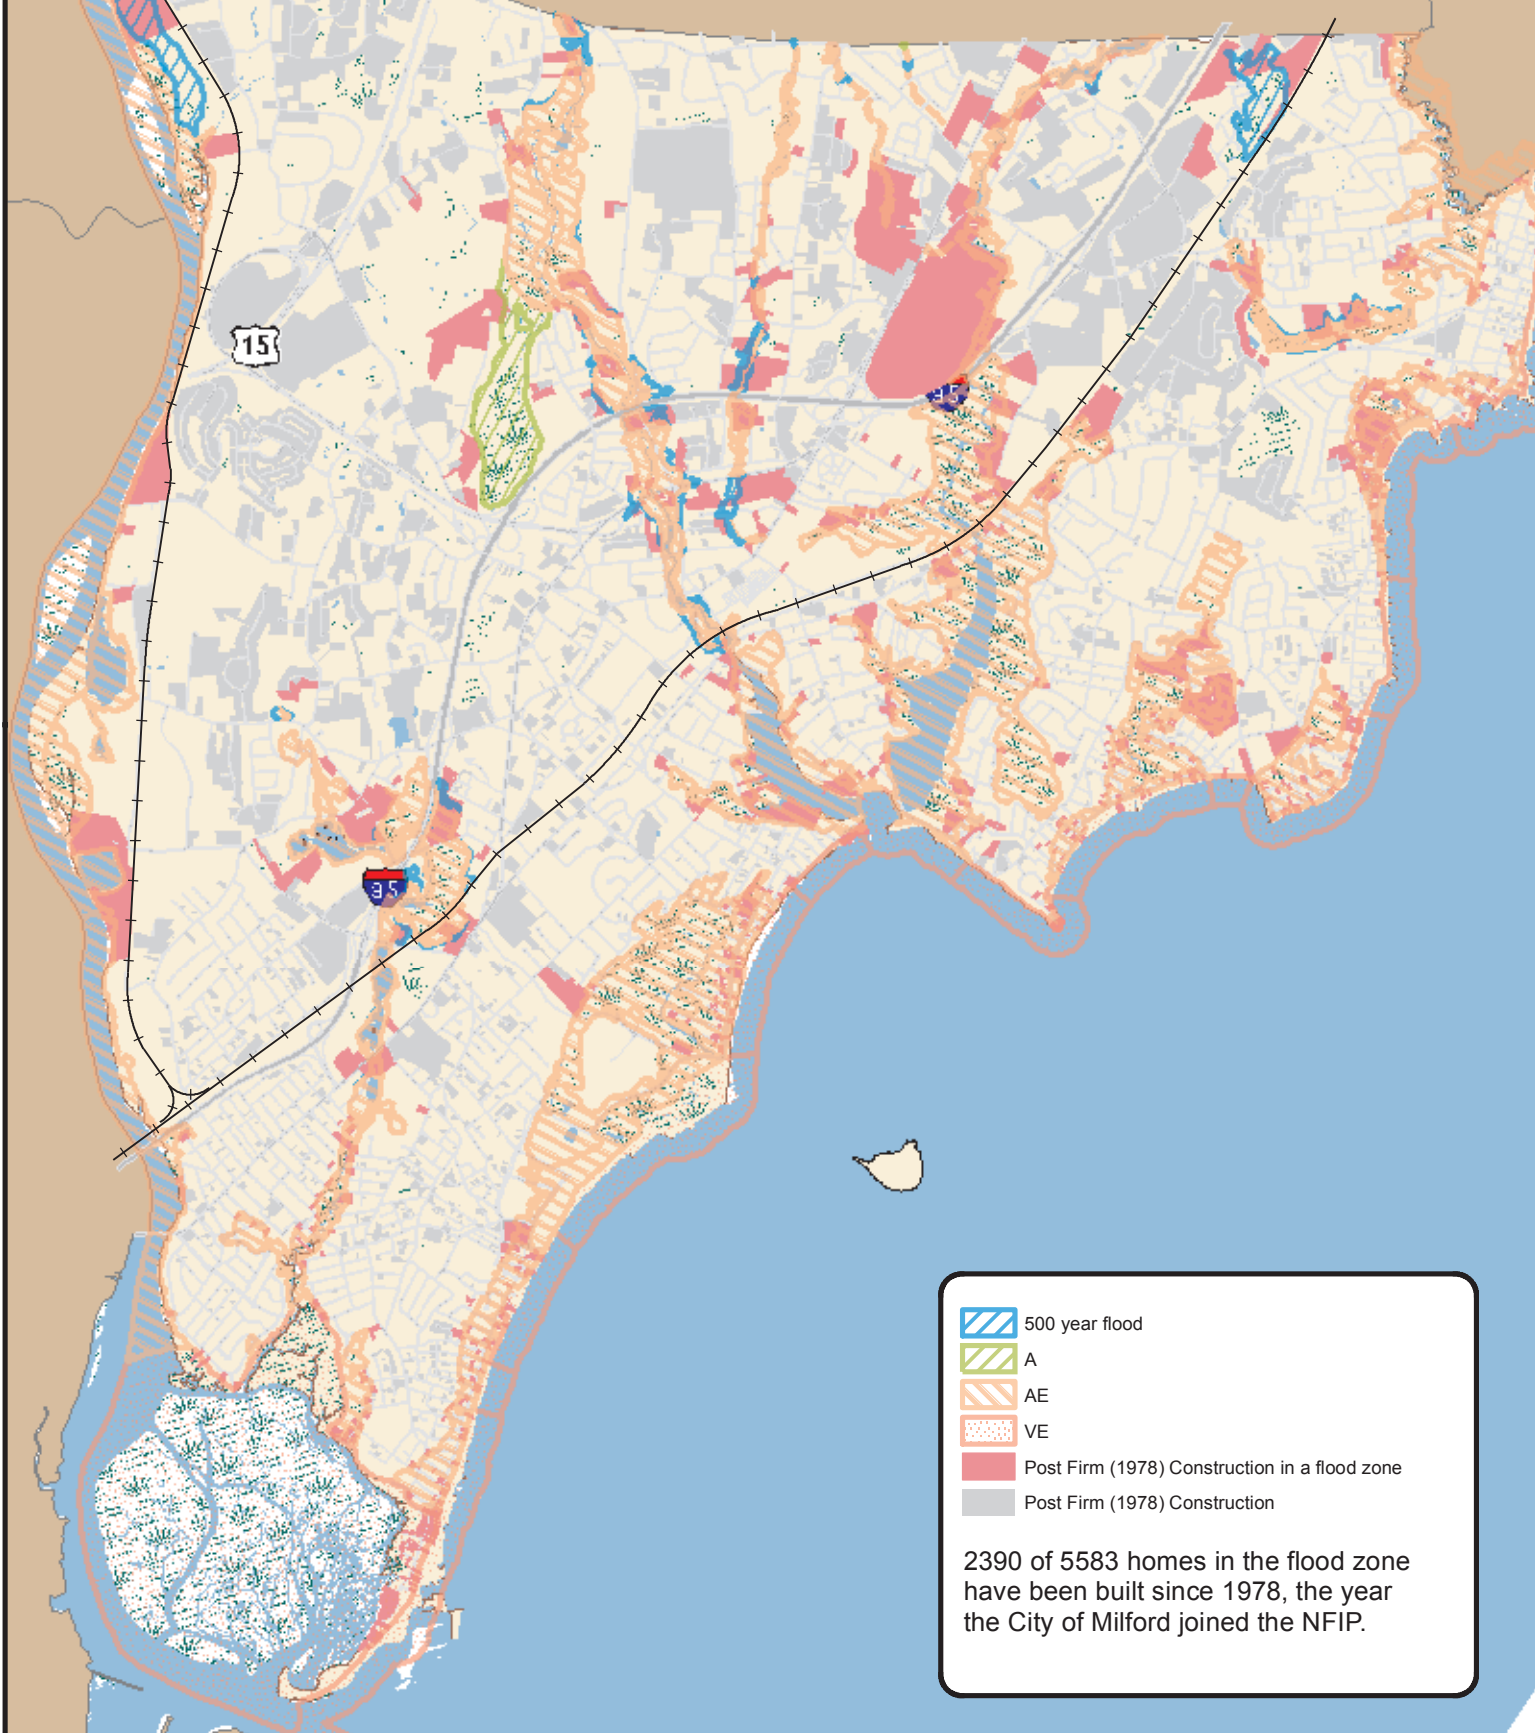 15
95
95
500 year flood
A
AE
VE
Post Firm (1978) Construction in a flood zone
Post Firm (1978) Construction
2390 of 5583 homes in the flood zone
have been built since 1978, the year
the City of Milford joined the NFIP.